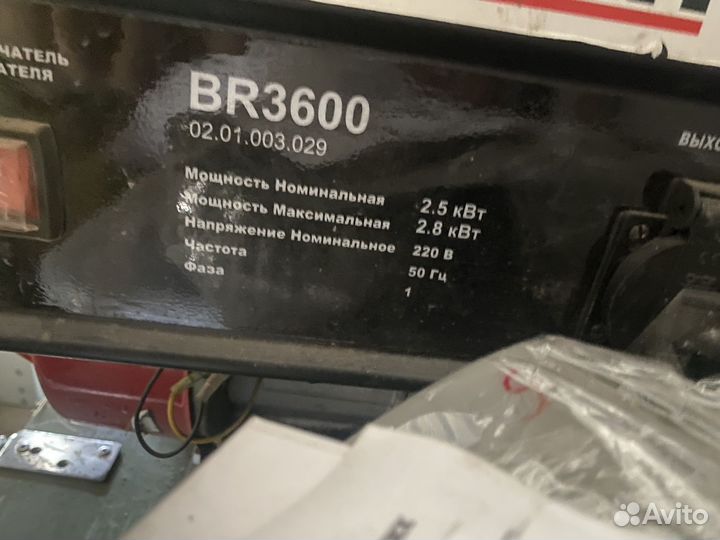 ЧАТЕЛЬ
АТЕЛЯ
BR3600
02.01.003.029
Мощность Номинальная 2.5 кВт
Мощность Максимальная 2.8 кВт
Напряжение Номинальное 220 В
Частота 50 Гц
Фаза 1
ВЫХО
Avito